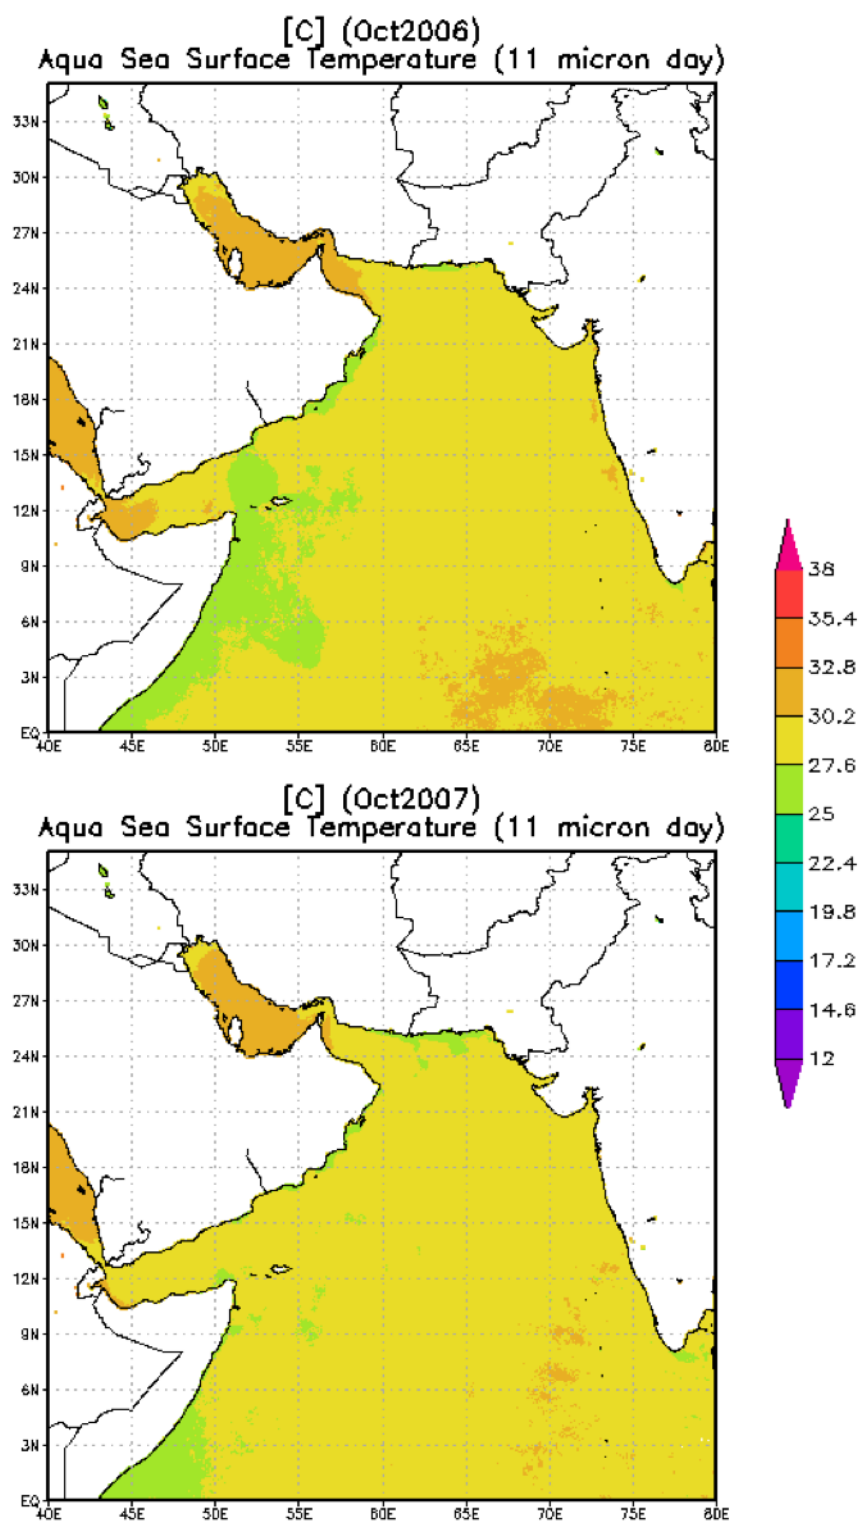 [C] (Oct2006)
Aqua Sea Surface Temperature (11 micron day)
33N
30N
27N
24N
21N
18N
15N
12N
9N
6N
3N
EQ
40E 45E 50E 55E 60E 65E 70E 75E 80E
[C] (Oct2007)
Aqua Sea Surface Temperature (11 micron day)
33N
30N
27N
24N
21N
18N
15N
12N
9N
6N
3N
EQ
40E 45E 50E 55E 60E 65E 70E 75E 80E
38
35.4
32.8
30.2
27.6
25
22.4
19.8
17.2
14.6
12